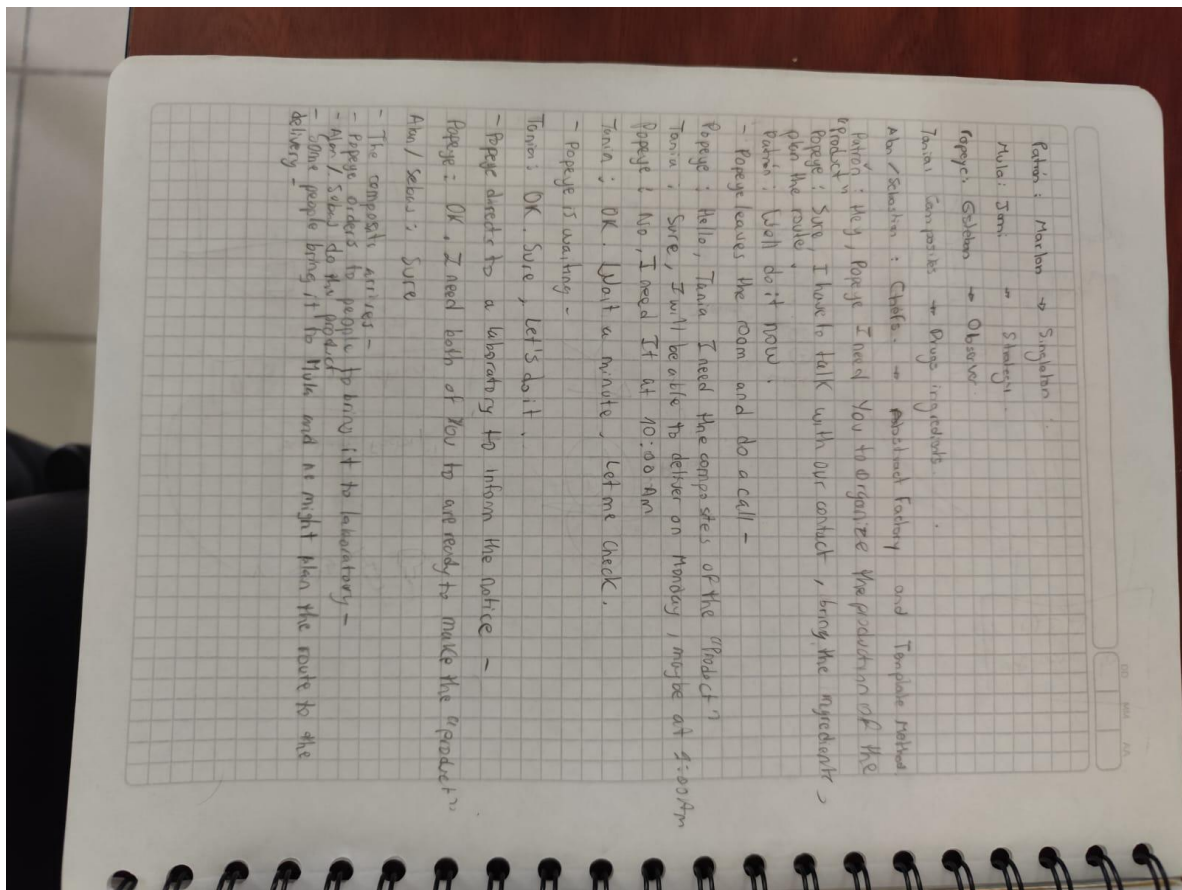 Patrón : Marlon → Singleton :
Mula : Jomi → Strategy .
Popeye : Esleban → Observer.
Tania : Composites → Drugs ingredients.
Alan / Sebastian : Chefs. → Abstract Factory and Template Method
Patrón : Hey, Popeye I need You to organize the production of the
"Product"
Popeye : Sure, I have to talk with our contact , bring the ingredients ,
plan the route.
Patrón : Well do it now .
- Popeye leaves the room and do a call -
Popeye : Hello, Tania I need the composites of the "Product"
Tania : Sure, I will be able to deliver on Monday , maybe at 1:00 Am
Popeye : No, I need It at 10:00 Am
Tania : OK. Wait a minute, Let me check.
- Popeye is waiting -
Tania : OK. Sure, Let's do it.
- Popeye directs to a laboratory to inform the notice -
Popeye : OK, I need both of You to are ready to make the "product"
Alan / Sebas : Sure
- The composite arrives -
- Popeye orders to people to bring it to laboratory -
- Alan / Sebas do the product
- Some people bring it to Mula and he might plan the route to the
delivery -